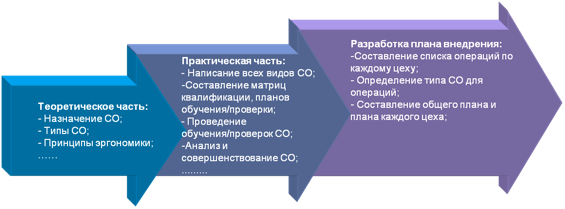 Теоретическое часть:
- Назначение СО;
- Типы СО;
- Принципы эргономики;
……
Практическая часть:
- Написание всех видов СО;
-Составление матриц
квалификации, планов
обучения/проверки;
- Проведение
обучения/проверок СО;
-Анализ и
совершенствование СО;
………
Разработка плана внедрения:
-Составление списка операций по
каждому цеху;
- Определение типа СО для
операций;
- Составление общего плана и
плана каждого цеха;